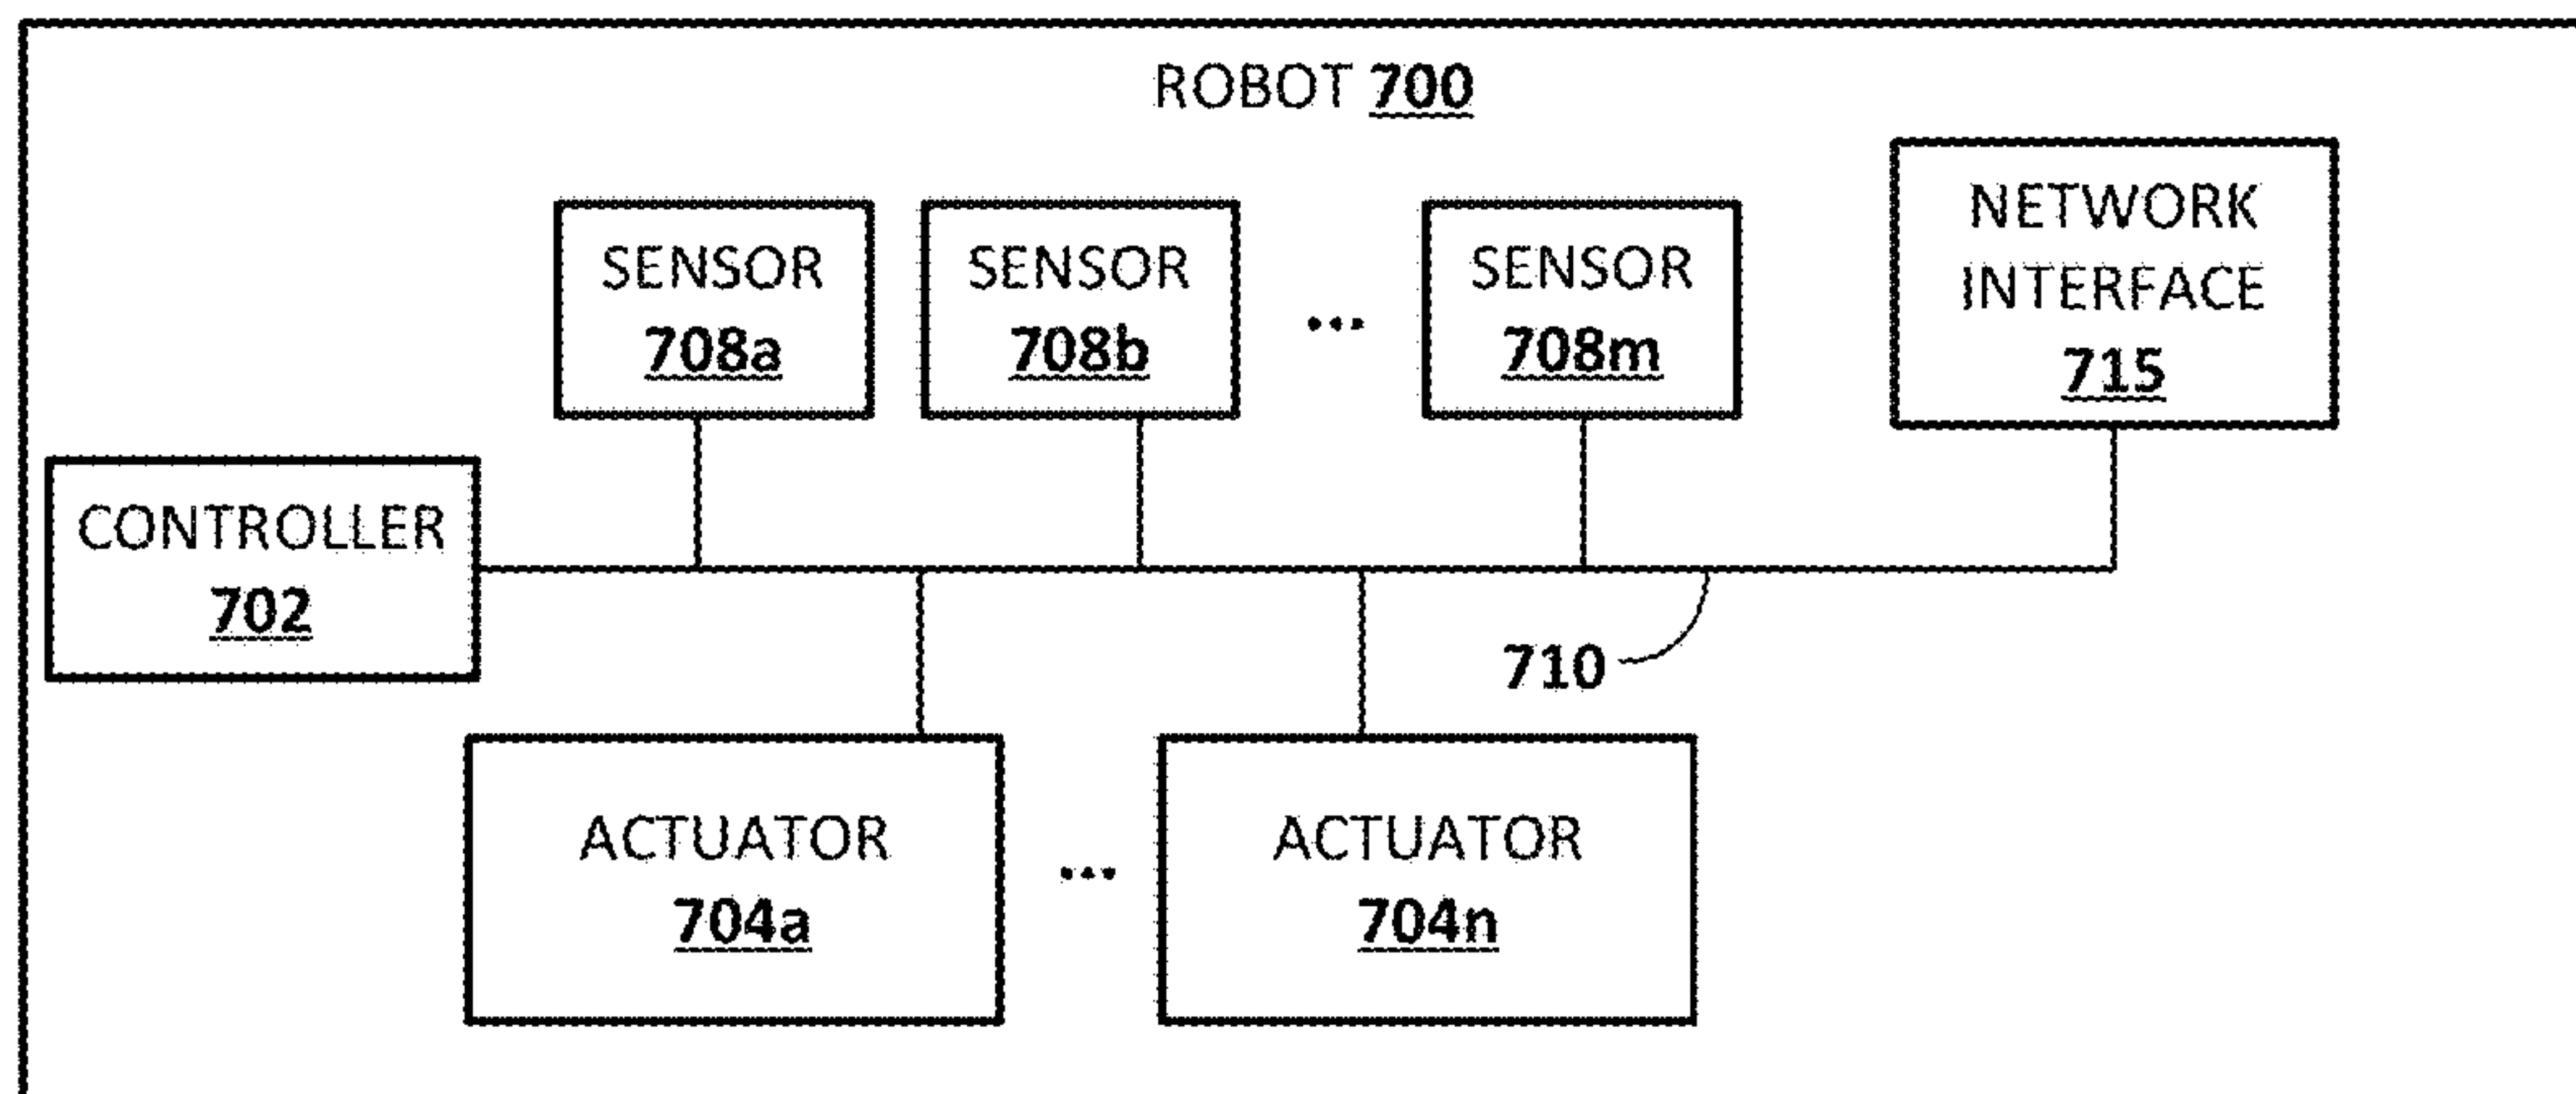 ROBOT 700
SENSOR
708a
SENSOR
708b
...
SENSOR
708m
NETWORK
INTERFACE
715
CONTROLLER
702
710
ACTUATOR
704a
...
ACTUATOR
704n